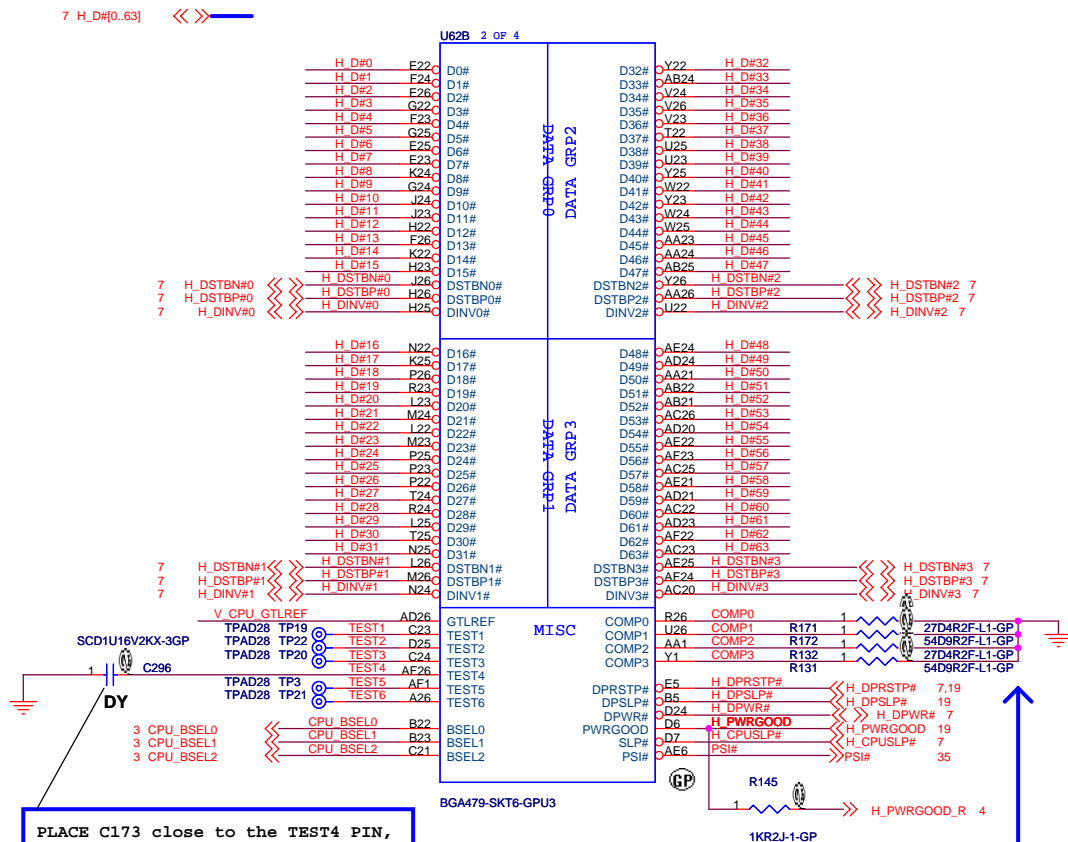 7 H_D#[0..63]
U62B 2 OF 4
H_D#0 E22 D0# D32# Y22 H_D#32
H_D#1 F24 D1# D33# AB24 H_D#33
H_D#2 E26 D2# D34# V24 H_D#34
H_D#3 G22 D3# D35# V26 H_D#35
H_D#4 F23 D4# D36# V23 H_D#36
H_D#5 G25 D5# D37# T22 H_D#37
H_D#6 E25 D6# D38# U25 H_D#38
H_D#7 E23 D7# D39# U23 H_D#39
H_D#8 K24 D8# D40# Y25 H_D#40
H_D#9 G24 D9# D41# W22 H_D#41
H_D#10 J24 D10# D42# Y23 H_D#42
H_D#11 J23 D11# D43# W24 H_D#43
H_D#12 H22 D12# D44# W25 H_D#44
H_D#13 F26 D13# D45# AA23 H_D#45
H_D#14 K22 D14# D46# AA24 H_D#46
H_D#15 H23 D15# D47# AB25 H_D#47
7 H_DSTBN#0 H_DSTBN#0 J26 DSTBN0# DSTBN2# Y26 H_DSTBN#2 H_DSTBN#2 7
7 H_DSTBP#0 H_DSTBP#0 H26 DSTBP0# DSTBP2# AA26 H_DSTBP#2 H_DSTBP#2 7
7 H_DINV#0 H_DINV#0 H25 DINV0# DINV2# U22 H_DINV#2 H_DINV#2 7
DATA GRP0
DATA GRP2
H_D#16 N22 D16# D48# AE24 H_D#48
H_D#17 K25 D17# D49# AD24 H_D#49
H_D#18 P26 D18# D50# AA21 H_D#50
H_D#19 R23 D19# D51# AB22 H_D#51
H_D#20 L23 D20# D52# AB21 H_D#52
H_D#21 M24 D21# D53# AC26 H_D#53
H_D#22 L22 D22# D54# AD20 H_D#54
H_D#23 M23 D23# D55# AE22 H_D#55
H_D#24 P25 D24# D56# AF23 H_D#56
H_D#25 P23 D25# D57# AC25 H_D#57
H_D#26 P22 D26# D58# AE21 H_D#58
H_D#27 T24 D27# D59# AD21 H_D#59
H_D#28 R24 D28# D60# AC22 H_D#60
H_D#29 L25 D29# D61# AD23 H_D#61
H_D#30 T25 D30# D62# AF22 H_D#62
H_D#31 N25 D31# D63# AC23 H_D#63
7 H_DSTBN#1 H_DSTBN#1 L26 DSTBN1# DSTBN3# AE25 H_DSTBN#3 H_DSTBN#3 7
7 H_DSTBP#1 H_DSTBP#1 M26 DSTBP1# DSTBP3# AF24 H_DSTBP#3 H_DSTBP#3 7
7 H_DINV#1 H_DINV#1 N24 DINV1# DINV3# AC20 H_DINV#3 H_DINV#3 7
DATA GRP1
DATA GRP3
MISC
V_CPU_GTLREF AD26 GTLREF COMP0 R26 COMP0 1 R171 27D4R2F-L1-GP
TPAD28 TP19 TEST1 C23 TEST1 COMP1 U26 COMP1 1 R172 54D9R2F-L1-GP
TPAD28 TP22 TEST2 D25 TEST2 COMP2 AA1 COMP2 1 R132 27D4R2F-L1-GP
TPAD28 TP20 TEST3 C24 TEST3 COMP3 Y1 COMP3 1 R131 54D9R2F-L1-GP
SCD1U16V2KX-3GP
1 C296 TEST4 AF26 TEST4
DY
TPAD28 TP3 TEST5 AF1 TEST5 DPRSTP# E5 H_DPRSTP# H_DPRSTP# 7,19
TPAD28 TP21 TEST6 A26 TEST6 DPSLP# B5 H_DPSLP# H_DPSLP# 19
DPWR# D24 H_DPWR# H_DPWR# 7
3 CPU_BSEL0 CPU_BSEL0 B22 BSEL0 PWRGOOD D6 H_PWRGOOD H_PWRGOOD 19
3 CPU_BSEL1 CPU_BSEL1 B23 BSEL1 SLP# D7 H_CPUSLP# H_CPUSLP# 7
3 CPU_BSEL2 CPU_BSEL2 C21 BSEL2 PSI# AE6 PSI# PSI# 35
GP
BGA479-SKT6-GPU3
R145
1 H_PWRGOOD_R 4
1KR2J-1-GP
PLACE C173 close to the TEST4 PIN,